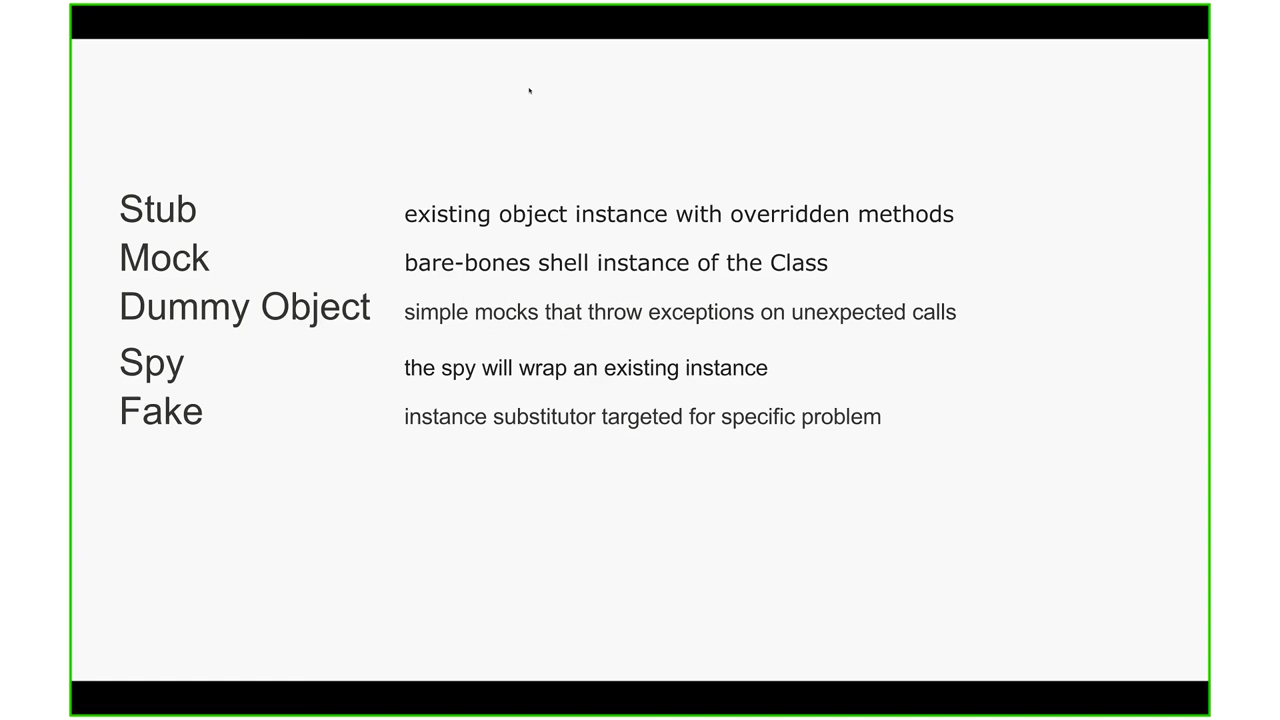 Stub existing object instance with overridden methods
Mock bare-bones shell instance of the Class
Dummy Object simple mocks that throw exceptions on unexpected calls
Spy the spy will wrap an existing instance
Fake instance substitutor targeted for specific problem